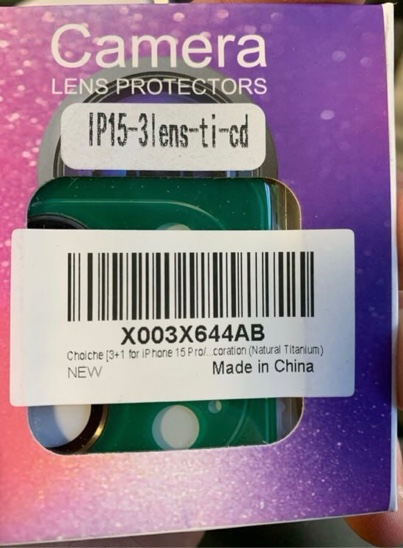 Camera
LENS PROTECTORS
IP15-3lens-ti-cd
X003X644AB
Choiche [3+1 for iPhone 15 Pro/...coration (Natural Titanium)
NEW
Made in China